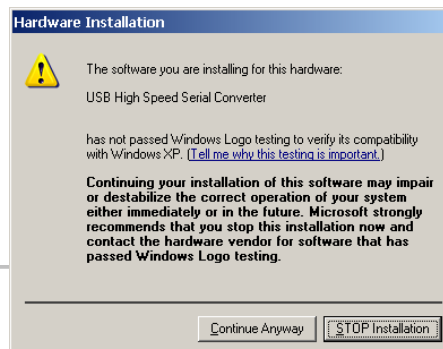 Hardware Installation
The software you are installing for this hardware:
USB High Speed Serial Converter
has not passed Windows Logo testing to verify its compatibility
with Windows XP. (Tell me why this testing is important.)
Continuing your installation of this software may impair
or destabilize the correct operation of your system
either immediately or in the future. Microsoft strongly
recommends that you stop this installation now and
contact the hardware vendor for software that has
passed Windows Logo testing.
Continue Anyway STOP Installation